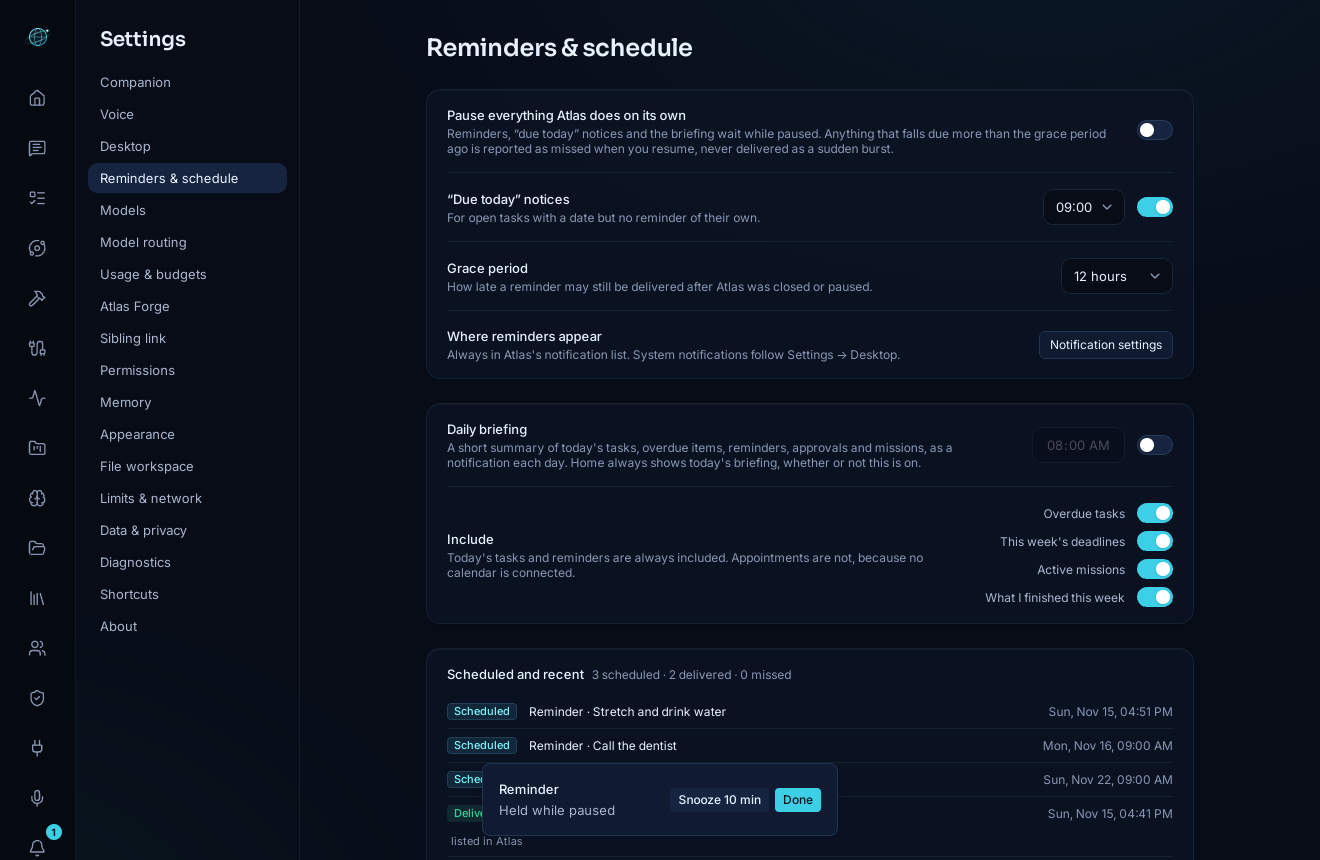 Settings
Companion
Voice
Desktop
Reminders & schedule
Models
Model routing
Usage & budgets
Atlas Forge
Sibling link
Permissions
Memory
Appearance
File workspace
Limits & network
Data & privacy
Diagnostics
Shortcuts
About
1
Reminders & schedule
Pause everything Atlas does on its own
Reminders, “due today” notices and the briefing wait while paused. Anything that falls due more than the grace period
ago is reported as missed when you resume, never delivered as a sudden burst.
“Due today” notices
For open tasks with a date but no reminder of their own.
09:00
Grace period
How late a reminder may still be delivered after Atlas was closed or paused.
12 hours
Where reminders appear
Always in Atlas's notification list. System notifications follow Settings → Desktop.
Notification settings
Daily briefing
A short summary of today's tasks, overdue items, reminders, approvals and missions, as a
notification each day. Home always shows today's briefing, whether or not this is on.
08:00 AM
Include
Today's tasks and reminders are always included. Appointments are not, because no
calendar is connected.
Overdue tasks
This week's deadlines
Active missions
What I finished this week
Scheduled and recent 3 scheduled · 2 delivered · 0 missed
Scheduled Reminder · Stretch and drink water Sun, Nov 15, 04:51 PM
Scheduled Reminder · Call the dentist Mon, Nov 16, 09:00 AM
Sun, Nov 22, 09:00 AM
Sun, Nov 15, 04:41 PM
listed in Atlas
Reminder
Held while paused
Snooze 10 min
Done